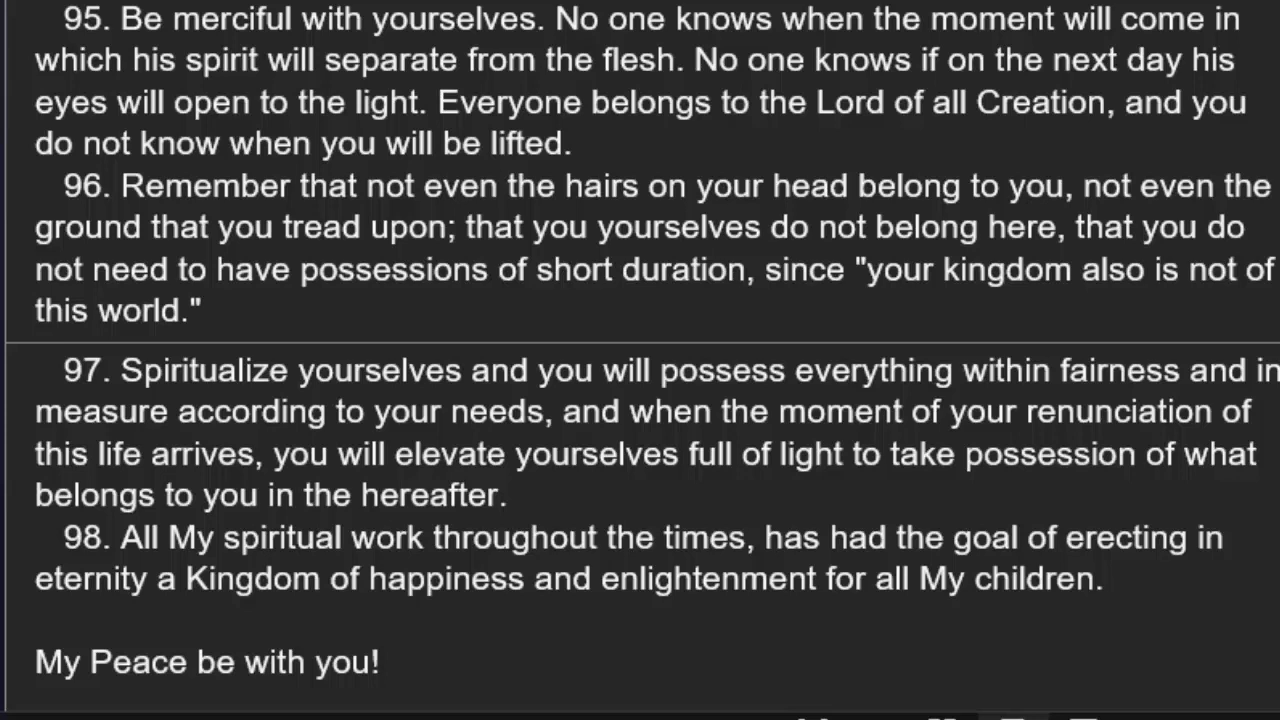 95. Be merciful with yourselves. No one knows when the moment will come in
which his spirit will separate from the flesh. No one knows if on the next day his
eyes will open to the light. Everyone belongs to the Lord of all Creation, and you
do not know when you will be lifted.
96. Remember that not even the hairs on your head belong to you, not even the
ground that you tread upon; that you yourselves do not belong here, that you do
not need to have possessions of short duration, since "your kingdom also is not of
this world."
97. Spiritualize yourselves and you will possess everything within fairness and in
measure according to your needs, and when the moment of your renunciation of
this life arrives, you will elevate yourselves full of light to take possession of what
belongs to you in the hereafter.
98. All My spiritual work throughout the times, has had the goal of erecting in
eternity a Kingdom of happiness and enlightenment for all My children.
My Peace be with you!